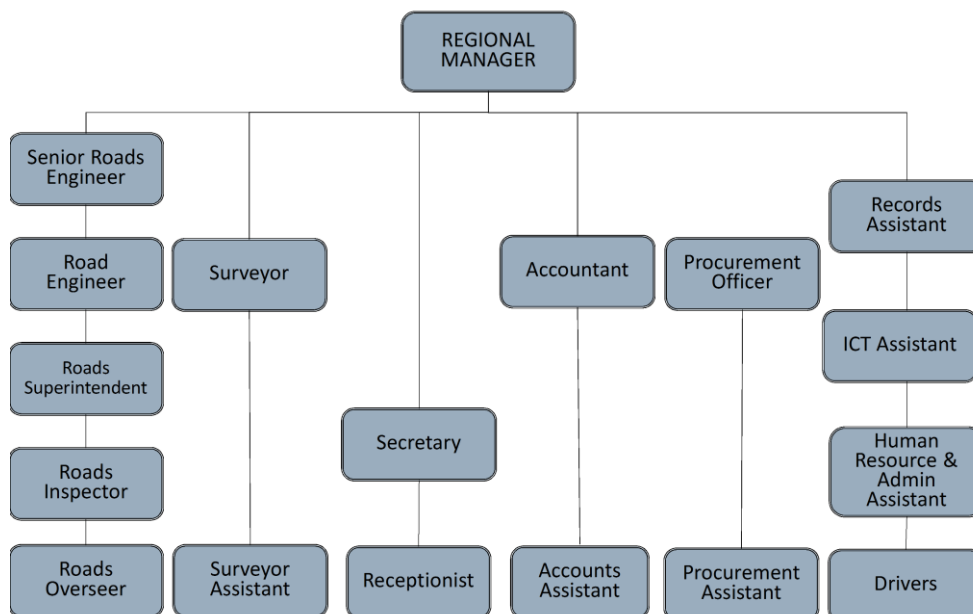 REGIONAL
MANAGER
Senior Roads
Engineer
Records
Assistant
Road
Engineer
Surveyor
Accountant
Procurement
Officer
ICT Assistant
Roads
Superintendent
Secretary
Human
Resource &
Admin
Assistant
Roads
Inspector
Roads
Overseer
Surveyor
Assistant
Receptionist
Accounts
Assistant
Procurement
Assistant
Drivers